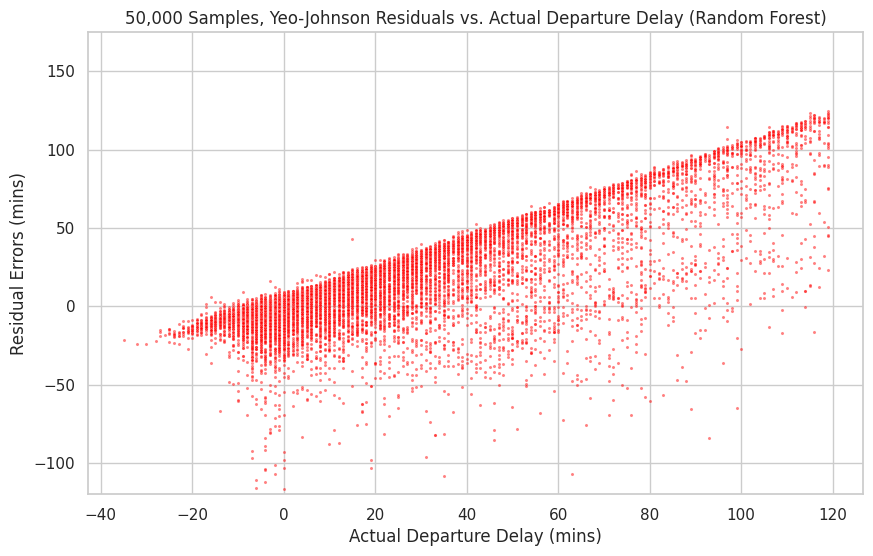 50,000 Samples, Yeo-Johnson Residuals vs. Actual Departure Delay (Random Forest)
150
100
50
0
−50
−100
Residual Errors (mins)
−40 −20 0 20 40 60 80 100 120
Actual Departure Delay (mins)